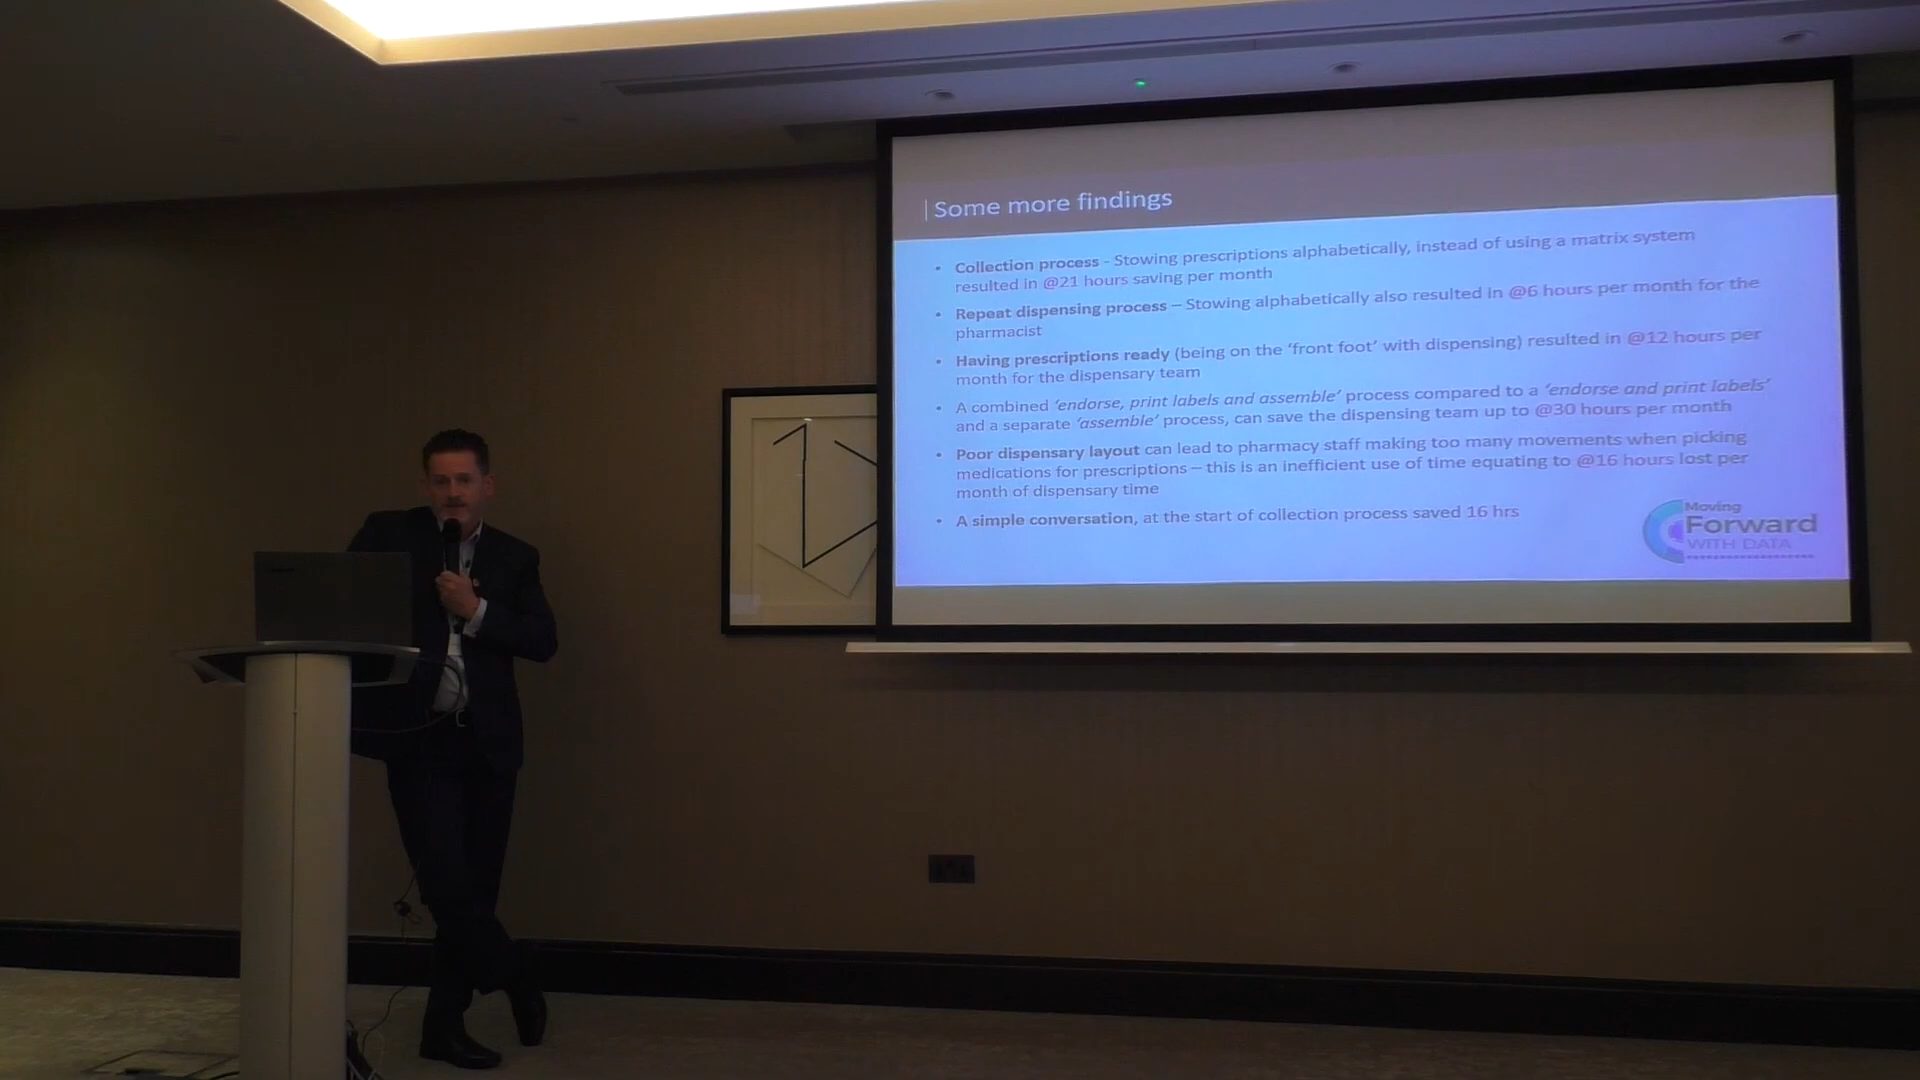 Some more findings
• Collection process - Stowing prescriptions alphabetically, instead of using a matrix system
resulted in @21 hours saving per month
• Repeat dispensing process – Stowing alphabetically also resulted in @6 hours per month for the
pharmacist
• Having prescriptions ready (being on the 'front foot' with dispensing) resulted in @12 hours per
month for the dispensary team
• A combined 'endorse, print labels and assemble' process compared to a 'endorse and print labels'
and a separate 'assemble' process, can save the dispensing team up to @30 hours per month
• Poor dispensary layout can lead to pharmacy staff making too many movements when picking
medications for prescriptions – this is an inefficient use of time equating to @16 hours lost per
month of dispensary time
• A simple conversation, at the start of collection process saved 16 hrs
Moving
Forward
WITH DATA